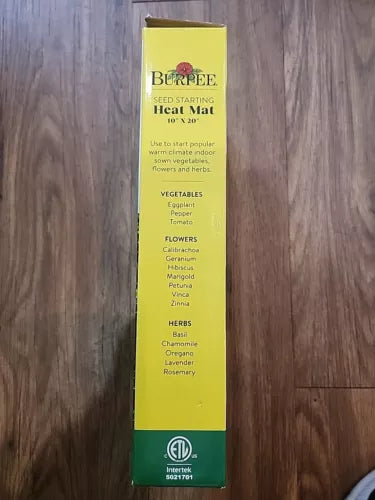 BURPEE
SEED STARTING
Heat Mat
10" X 20"
Use to start popular
warm climate indoor
sown vegetables,
flowers and herbs.
VEGETABLES
Eggplant
Pepper
Tomato
FLOWERS
Calibrachoa
Geranium
Hibiscus
Marigold
Petunia
Vinca
Zinnia
HERBS
Basil
Chamomile
Oregano
Lavender
Rosemary
C ETL US
Intertek
5021701